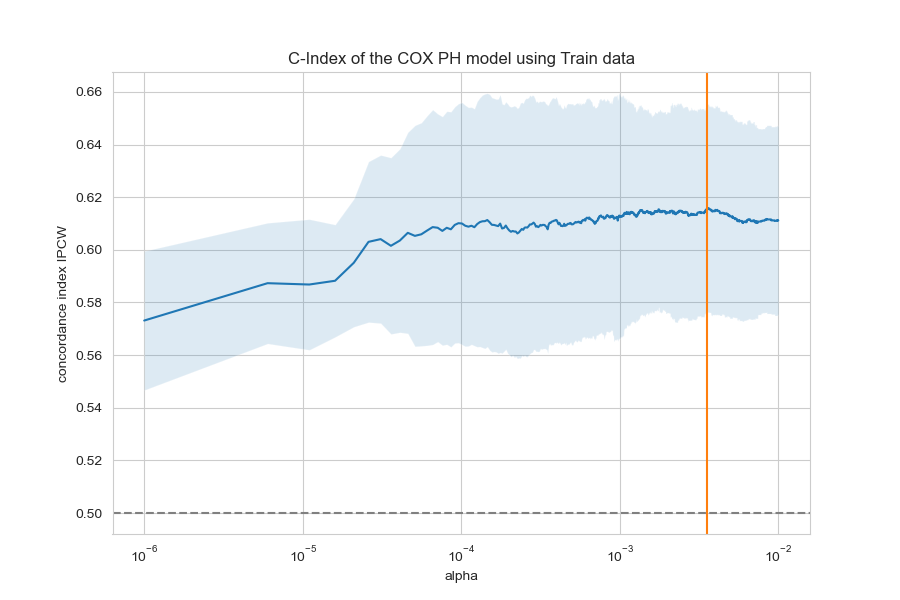 C-Index of the COX PH model using Train data
concordance index IPCW
0.66
0.64
0.62
0.60
0.58
0.56
0.54
0.52
0.50
10⁻⁶ 10⁻⁵ 10⁻⁴ 10⁻³ 10⁻²
alpha